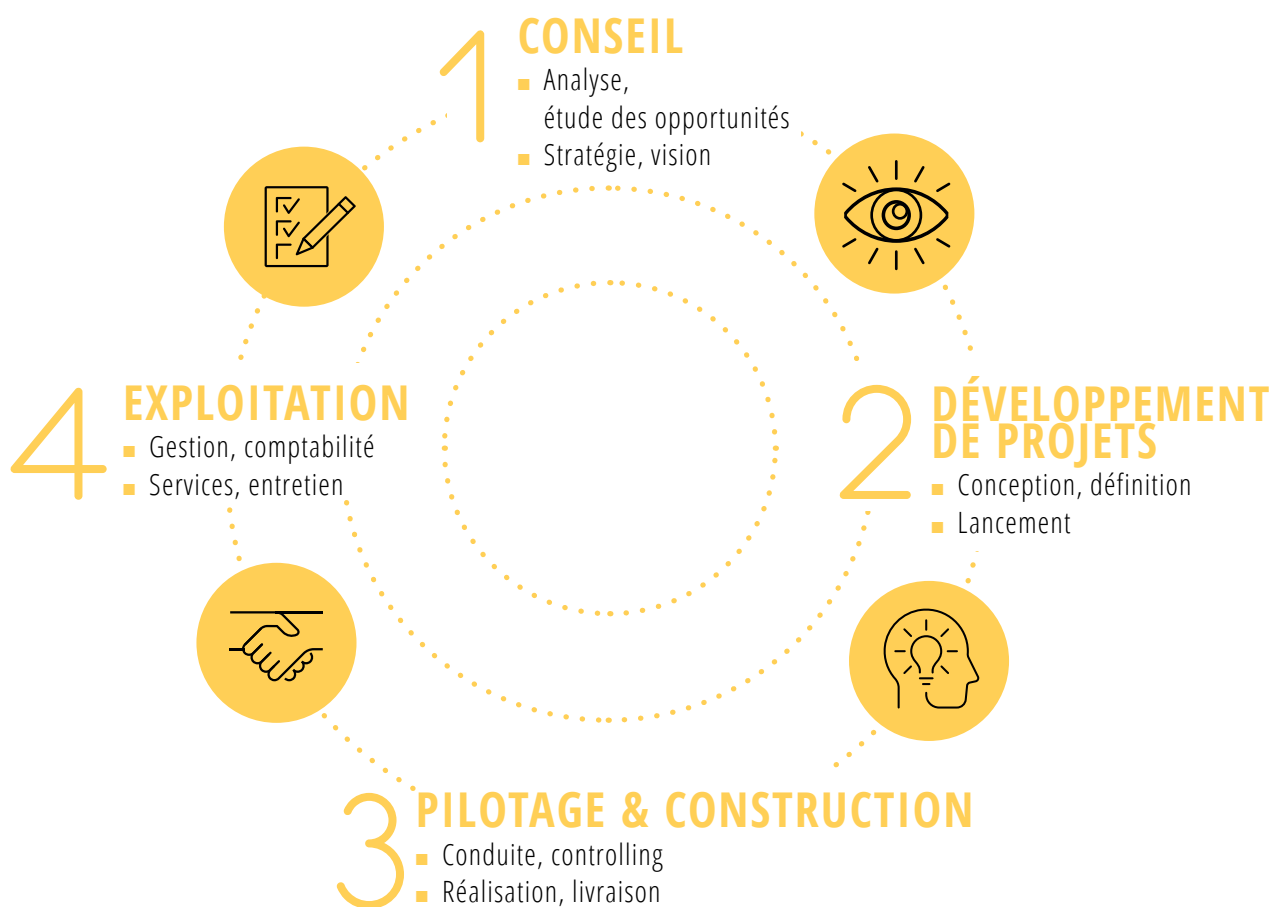 1
CONSEIL
▪ Analyse,
étude des opportunités
▪ Stratégie, vision
2
DÉVELOPPEMENT
DE PROJETS
▪ Conception, définition
▪ Lancement
3
PILOTAGE & CONSTRUCTION
▪ Conduite, controlling
▪ Réalisation, livraison
4
EXPLOITATION
▪ Gestion, comptabilité
▪ Services, entretien